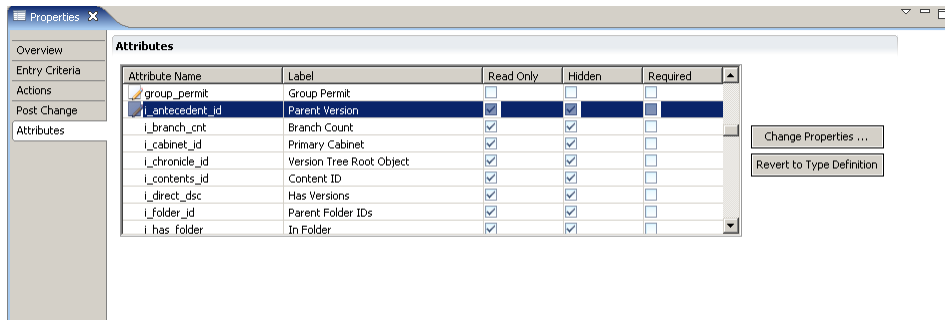 Properties
Overview
Entry Criteria
Actions
Post Change
Attributes
Attributes
Attribute Name Label Read Only Hidden Required
group_permit Group Permit
i_antecedent_id Parent Version
i_branch_cnt Branch Count
i_cabinet_id Primary Cabinet
i_chronicle_id Version Tree Root Object
i_contents_id Content ID
i_direct_dsc Has Versions
i_folder_id Parent Folder IDs
i_has_folder In Folder
Change Properties ...
Revert to Type Definition